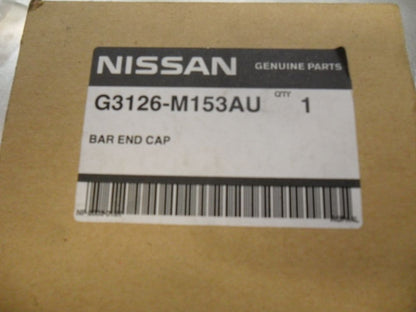 NISSAN GENUINE PARTS
G3126-M153AU QTY 1
BAR END CAP